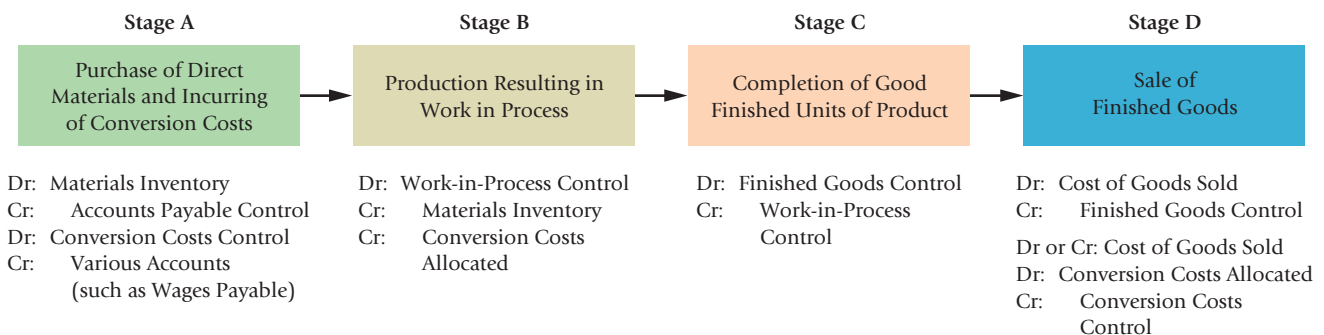 Stage A
Purchase of Direct
Materials and Incurring
of Conversion Costs
Dr: Materials Inventory
Cr: Accounts Payable Control
Dr: Conversion Costs Control
Cr: Various Accounts
(such as Wages Payable)
Stage B
Production Resulting in
Work in Process
Dr: Work-in-Process Control
Cr: Materials Inventory
Cr: Conversion Costs
Allocated
Stage C
Completion of Good
Finished Units of Product
Dr: Finished Goods Control
Cr: Work-in-Process
Control
Stage D
Sale of
Finished Goods
Dr: Cost of Goods Sold
Cr: Finished Goods Control
Dr or Cr: Cost of Goods Sold
Dr: Conversion Costs Allocated
Cr: Conversion Costs
Control